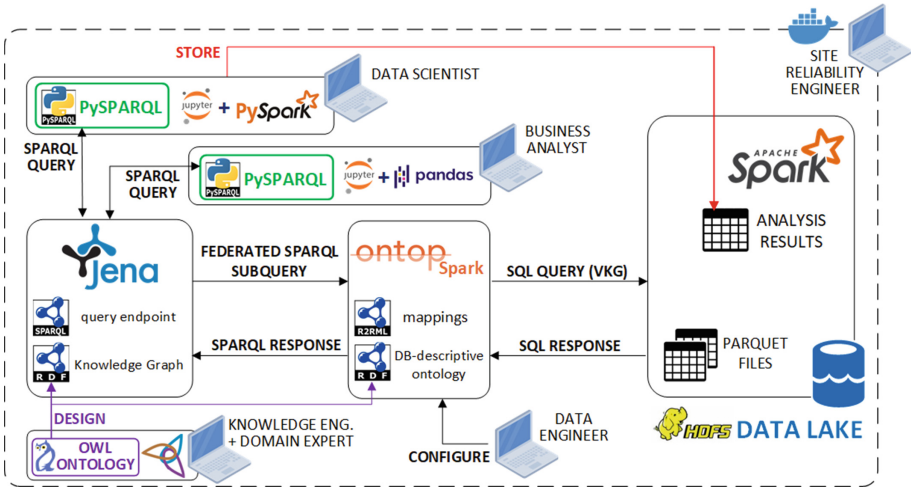 STORE
SITE
RELIABILITY
ENGINEER
DATA SCIENTIST
PySPARQL
PySPARQL
jupyter
+
PySpark
SPARQL
QUERY
BUSINESS
ANALYST
SPARQL
QUERY
PySPARQL
PySPARQL
jupyter
+
pandas
APACHE
Spark
ANALYSIS
RESULTS
Jena
FEDERATED SPARQL
SUBQUERY
ontop
Spark
SQL QUERY (VKG)
SPARQL
query endpoint
R2RML
mappings
SPARQL RESPONSE
SQL RESPONSE
PARQUET
FILES
RDF
Knowledge Graph
RDF
DB-descriptive
ontology
DESIGN
KNOWLEDGE ENG.
+ DOMAIN EXPERT
OWL
ONTOLOGY
DATA
ENGINEER
CONFIGURE
HDFS DATA LAKE